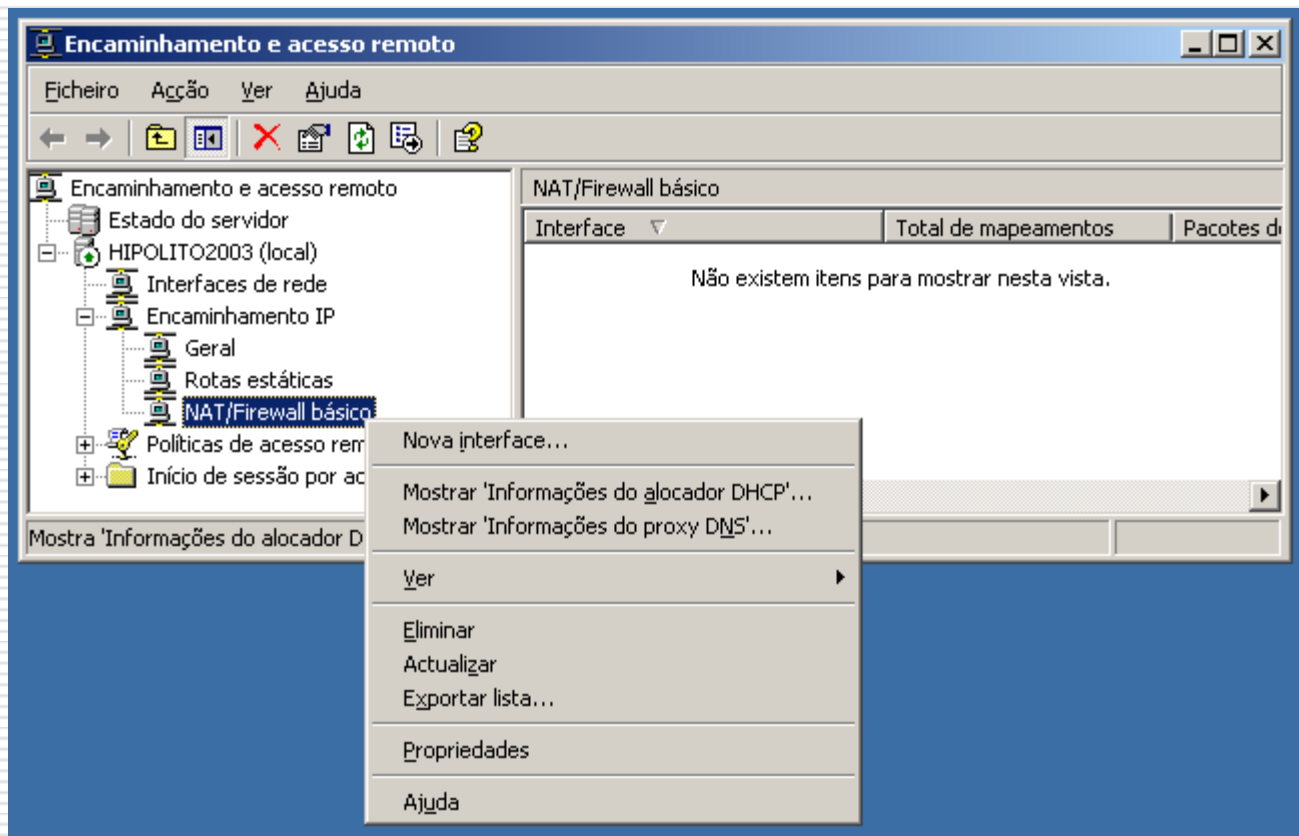 Encaminhamento e acesso remoto
Ficheiro Acção Ver Ajuda
Encaminhamento e acesso remoto
Estado do servidor
HIPOLITO2003 (local)
Interfaces de rede
Encaminhamento IP
Geral
Rotas estáticas
NAT/Firewall básico
Políticas de acesso rem
Início de sessão por ac
NAT/Firewall básico
Interface Total de mapeamentos Pacotes d
Não existem itens para mostrar nesta vista.
Mostra 'Informações do alocador D
Nova interface...
Mostrar 'Informações do alocador DHCP'...
Mostrar 'Informações do proxy DNS'...
Ver
Eliminar
Actualizar
Exportar lista...
Propriedades
Ajuda